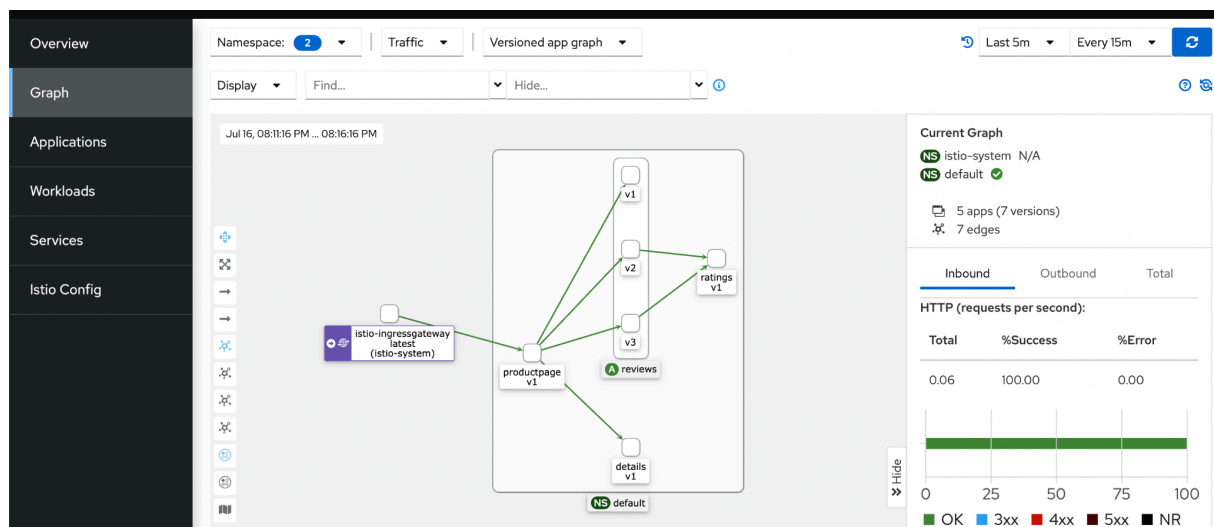 Overview
Graph
Applications
Workloads
Services
Istio Config
Namespace: 2
Traffic
Versioned app graph
Last 5m
Every 15m
Display
Find...
Hide...
Jul 16, 08:11:16 PM ... 08:16:16 PM
v1
v2
v3
A reviews
ratings
v1
istio-ingressgateway
latest
(istio-system)
productpage
v1
details
v1
NS default
Hide
Current Graph
NS istio-system N/A
NS default
5 apps (7 versions)
7 edges
Inbound Outbound Total
HTTP (requests per second):
Total %Success %Error
0.06 100.00 0.00
0 25 50 75 100
OK 3xx 4xx 5xx NR